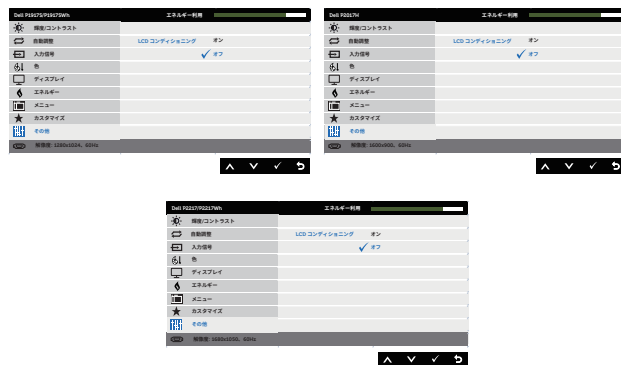 Dell P1917S/P1917SWh エネルギー利用
輝度/コントラスト
自動調整 LCD コンディショニング オン
入力信号 オフ
色
ディスプレイ
エネルギー
メニュー
カスタマイズ
その他
解像度: 1280x1024、60Hz
Dell P2017H エネルギー利用
輝度/コントラスト
自動調整 LCD コンディショニング オン
入力信号 オフ
色
ディスプレイ
エネルギー
メニュー
カスタマイズ
その他
解像度: 1600x900、60Hz
Dell P2217/P2217Wh エネルギー利用
輝度/コントラスト
自動調整 LCD コンディショニング オン
入力信号 オフ
色
ディスプレイ
エネルギー
メニュー
カスタマイズ
その他
解像度: 1680x1050、60Hz